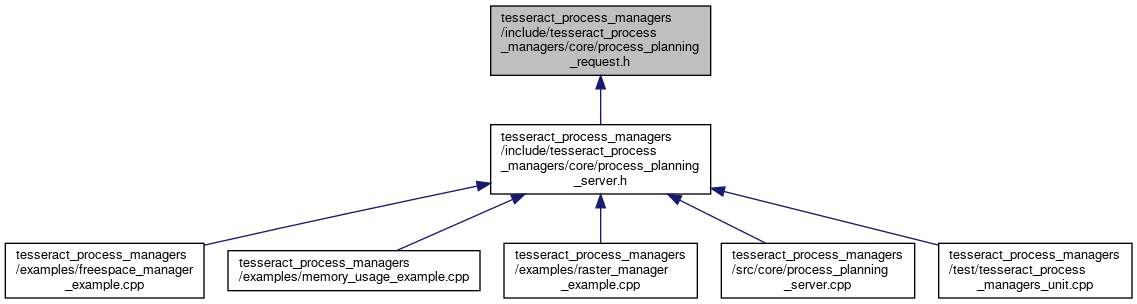 tesseract_process_managers
/include/tesseract_process
_managers/core/process_planning
_request.h
tesseract_process_managers
/include/tesseract_process
_managers/core/process_planning
_server.h
tesseract_process_managers
/examples/freespace_manager
_example.cpp
tesseract_process_managers
/examples/memory_usage_example.cpp
tesseract_process_managers
/examples/raster_manager
_example.cpp
tesseract_process_managers
/src/core/process_planning
_server.cpp
tesseract_process_managers
/test/tesseract_process
_managers_unit.cpp